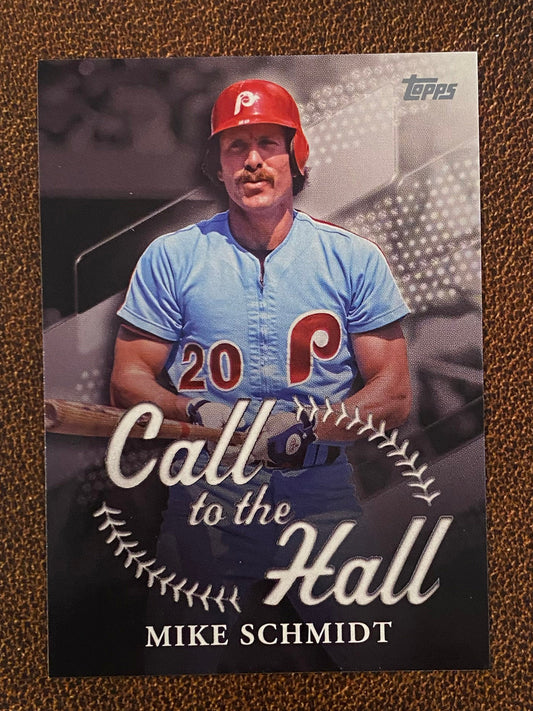 Topps
P
20 P
Call
to the
Hall
MIKE SCHMIDT